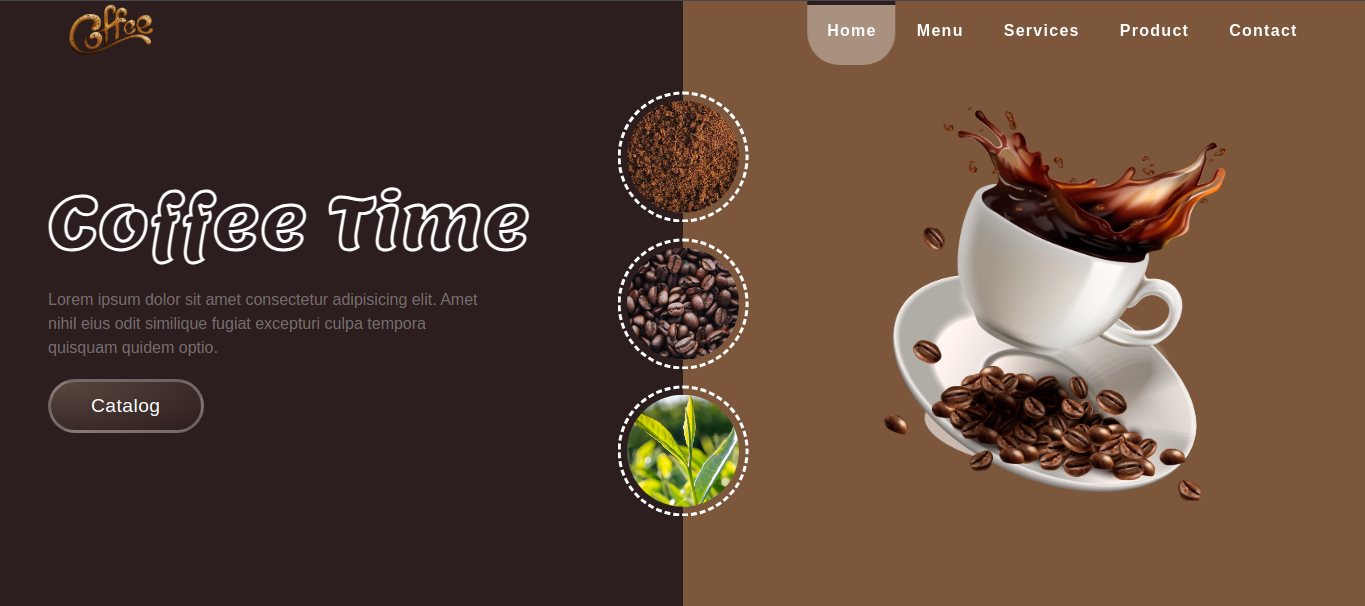 Coffee
Home Menu Services Product Contact
Coffee Time
Lorem ipsum dolor sit amet consectetur adipisicing elit. Amet
nihil eius odit similique fugiat excepturi culpa tempora
quisquam quidem optio.
Catalog